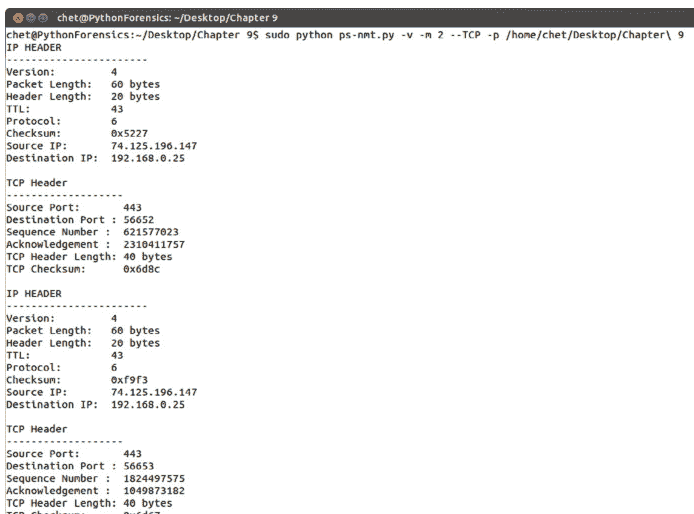 chet@PythonForensics: ~/Desktop/Chapter 9
chet@PythonForensics:~/Desktop/Chapter 9$ sudo python ps-nmt.py -v -m 2 --TCP -p /home/chet/Desktop/Chapter\ 9
IP HEADER
-----------------------
Version: 4
Packet Length: 60 bytes
Header Length: 20 bytes
TTL: 43
Protocol: 6
Checksum: 0x5227
Source IP: 74.125.196.147
Destination IP: 192.168.0.25
TCP Header
-------------------
Source Port: 443
Destination Port : 56652
Sequence Number : 621577023
Acknowledgement : 2310411757
TCP Header Length: 40 bytes
TCP Checksum: 0x6d8c
IP HEADER
-----------------------
Version: 4
Packet Length: 60 bytes
Header Length: 20 bytes
TTL: 43
Protocol: 6
Checksum: 0xf9f3
Source IP: 74.125.196.147
Destination IP: 192.168.0.25
TCP Header
-------------------
Source Port: 443
Destination Port : 56653
Sequence Number : 1824497575
Acknowledgement : 1049873182
TCP Header Length: 40 bytes
TCP Checksum: